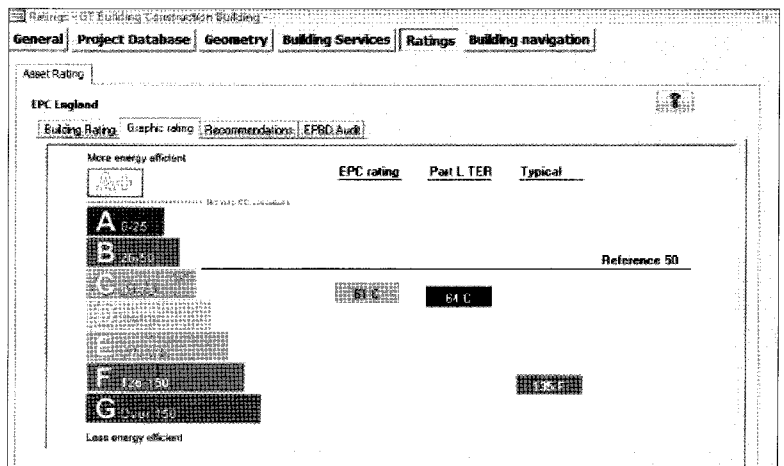 Ratings - GT Building Construction Building -
General Project Database Geometry Building Services Ratings Building navigation
Asset Rating
EPC England
?
Building Rating Graphic rating Recommendations EPBD Audit
More energy efficient
EPC rating Part L TER Typical
A+
A 0-25
B 26-50
Reference 50
C
61 C 64 C
D
E
F 126-150
135 F
G Over 150
Less energy efficient